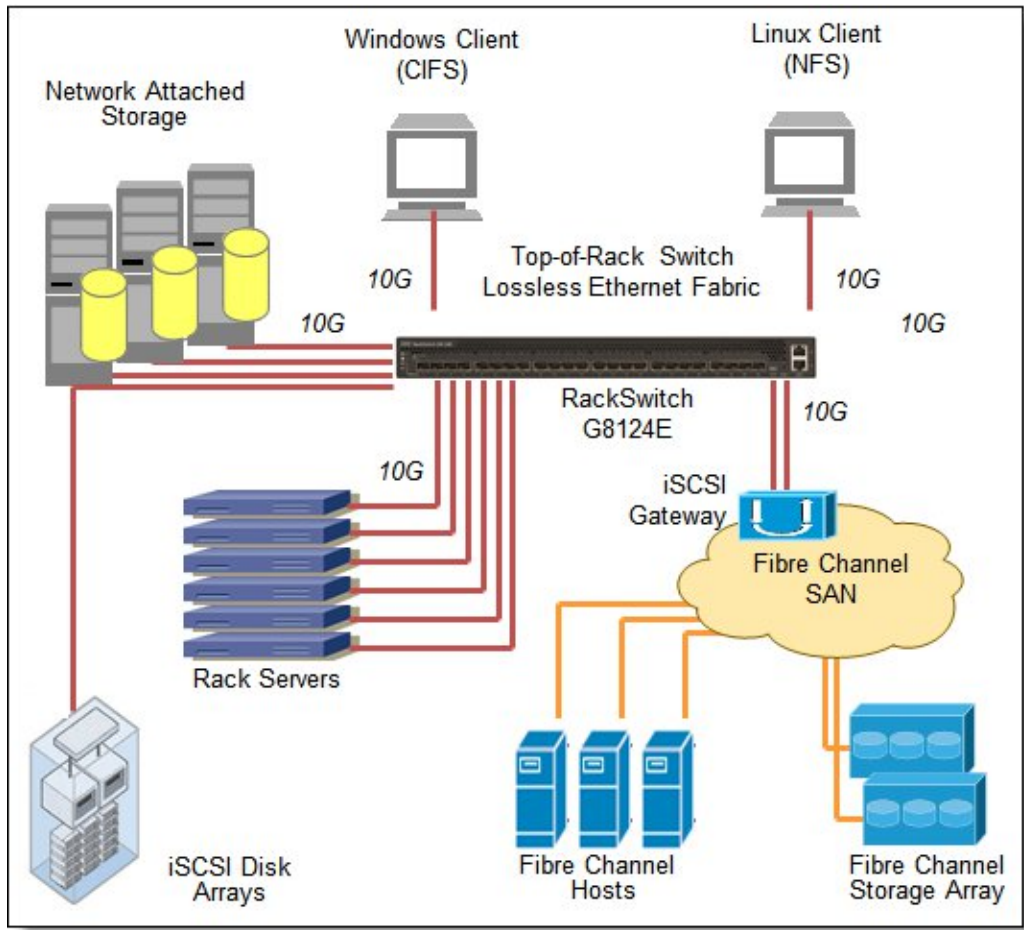 Windows Client
(CIFS)
Linux Client
(NFS)
Network Attached
Storage
Top-of-Rack Switch
Lossless Ethernet Fabric
10G
10G
10G
10G
RackSwitch
G8124E
10G
10G
iSCSI
Gateway
Fibre Channel
SAN
Rack Servers
iSCSI Disk
Arrays
Fibre Channel
Hosts
Fibre Channel
Storage Array